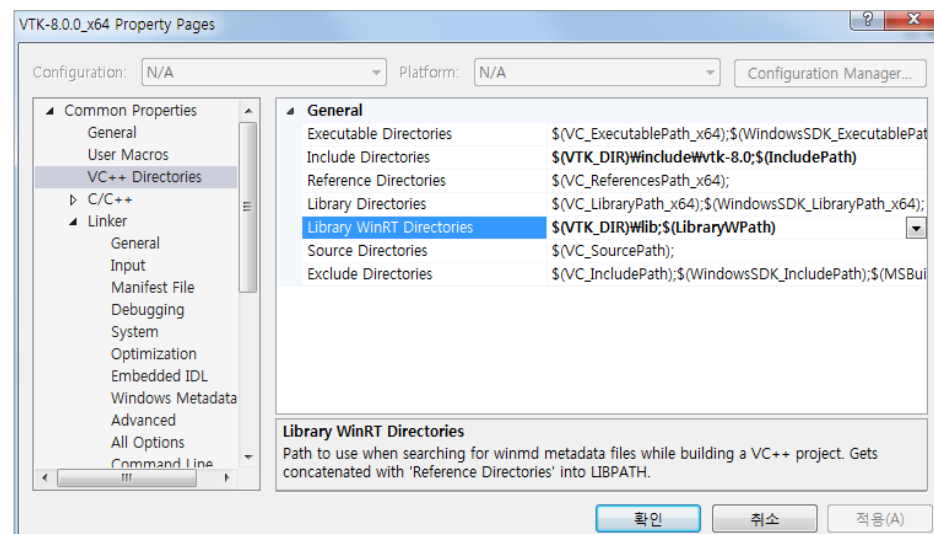 VTK-8.0.0_x64 Property Pages
Configuration: N/A Platform: N/A Configuration Manager...
Common Properties
General
User Macros
VC++ Directories
C/C++
Linker
General
Input
Manifest File
Debugging
System
Optimization
Embedded IDL
Windows Metadata
Advanced
All Options
Command Line
General
Executable Directories $(VC_ExecutablePath_x64);$(WindowsSDK_ExecutablePat
Include Directories $(VTK_DIR)₩include₩vtk-8.0;$(IncludePath)
Reference Directories $(VC_ReferencesPath_x64);
Library Directories $(VC_LibraryPath_x64);$(WindowsSDK_LibraryPath_x64);
Library WinRT Directories $(VTK_DIR)₩lib;$(LibraryWPath)
Source Directories $(VC_SourcePath);
Exclude Directories $(VC_IncludePath);$(WindowsSDK_IncludePath);$(MSBui
Library WinRT Directories
Path to use when searching for winmd metadata files while building a VC++ project. Gets
concatenated with 'Reference Directories' into LIBPATH.
확인 취소 적용(A)